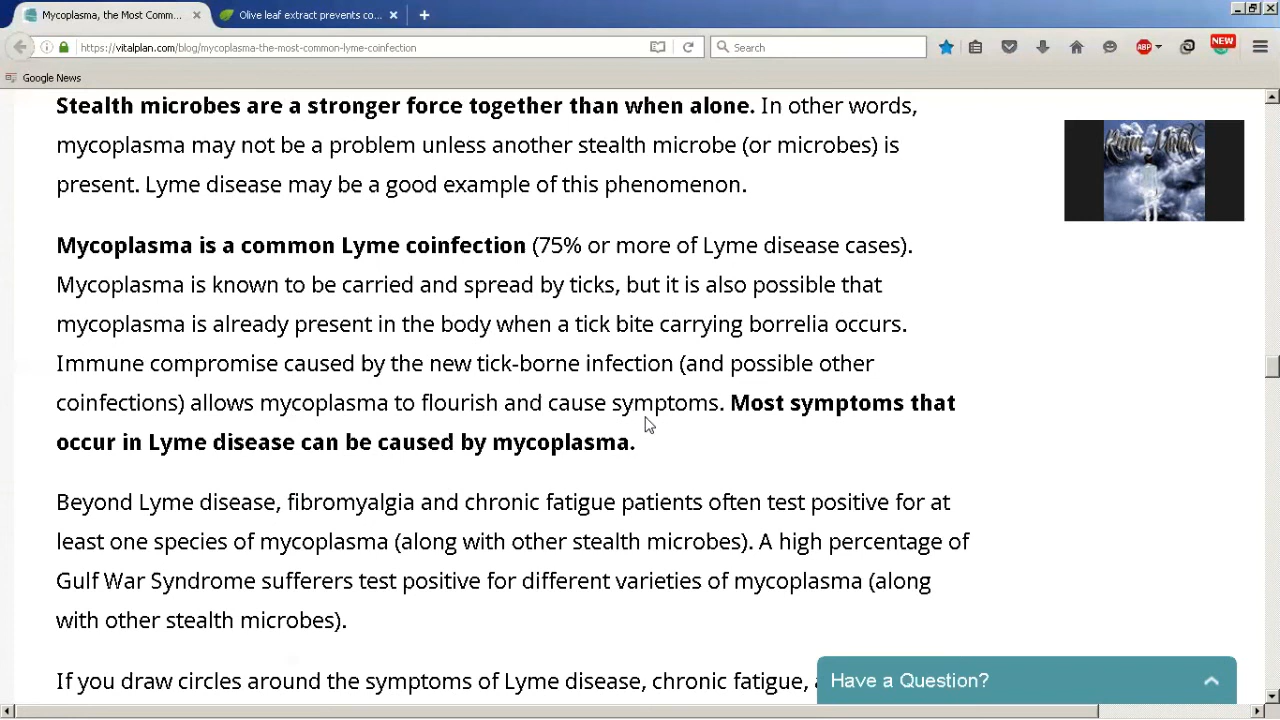 Mycoplasma, the Most Comm...
Olive leaf extract prevents co...
https://vitalplan.com/blog/mycoplasma-the-most-common-lyme-coinfection
Search
ABP
NEW
Google News
Stealth microbes are a stronger force together than when alone. In other words,
mycoplasma may not be a problem unless another stealth microbe (or microbes) is
present. Lyme disease may be a good example of this phenomenon.
Mycoplasma is a common Lyme coinfection (75% or more of Lyme disease cases).
Mycoplasma is known to be carried and spread by ticks, but it is also possible that
mycoplasma is already present in the body when a tick bite carrying borrelia occurs.
Immune compromise caused by the new tick-borne infection (and possible other
coinfections) allows mycoplasma to flourish and cause symptoms. Most symptoms that
occur in Lyme disease can be caused by mycoplasma.
Beyond Lyme disease, fibromyalgia and chronic fatigue patients often test positive for at
least one species of mycoplasma (along with other stealth microbes). A high percentage of
Gulf War Syndrome sufferers test positive for different varieties of mycoplasma (along
with other stealth microbes).
If you draw circles around the symptoms of Lyme disease, chronic fatigue,
Have a Question?